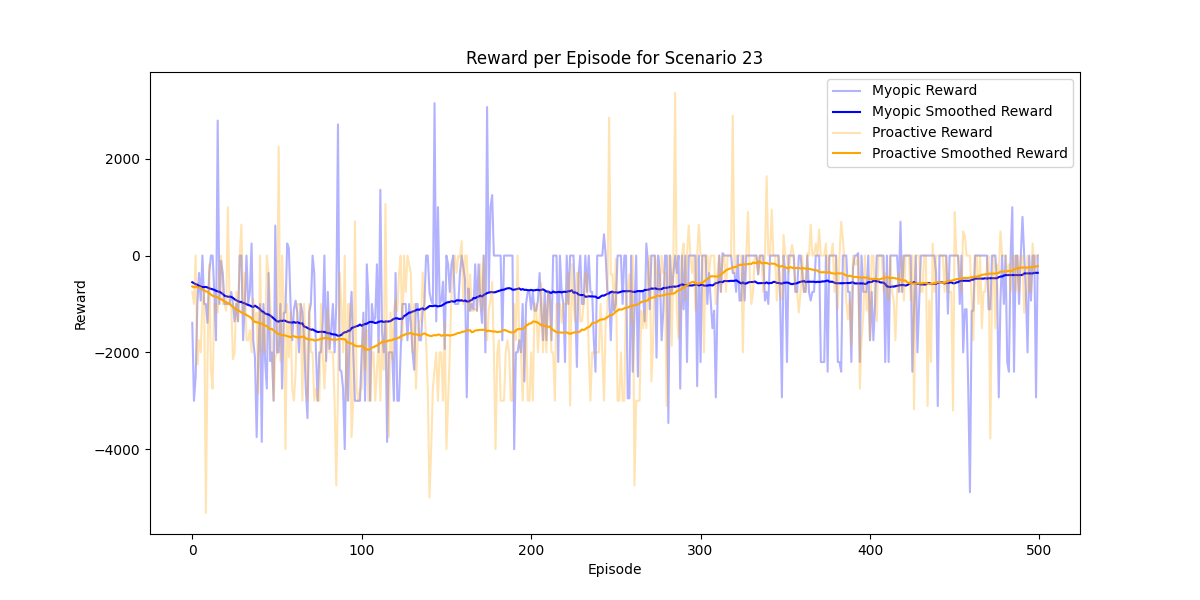 Reward per Episode for Scenario 23
Myopic Reward
Myopic Smoothed Reward
Proactive Reward
Proactive Smoothed Reward
Reward
2000
0
−2000
−4000
0 100 200 300 400 500
Episode